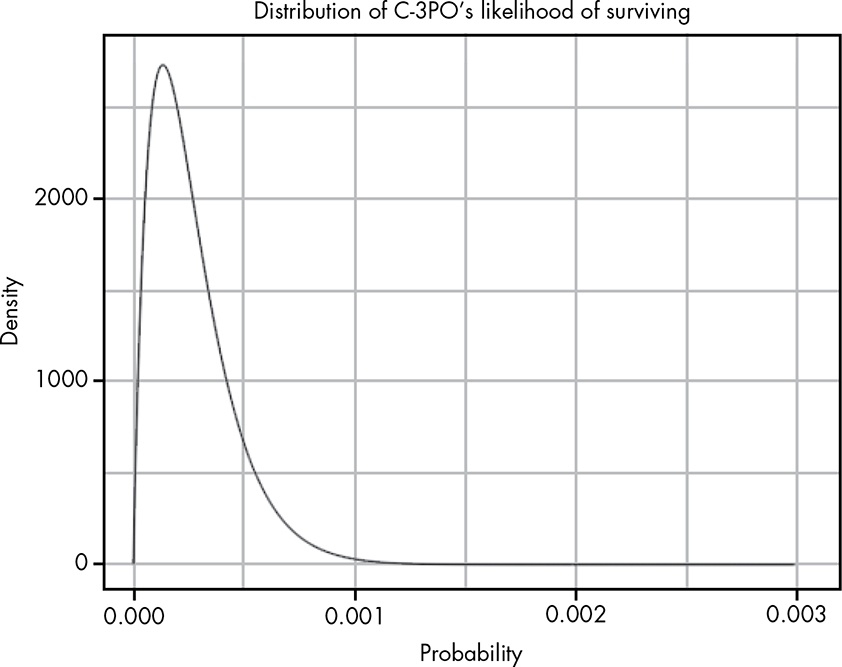 Distribution of C-3PO’s likelihood of surviving
Density
2000
1000
0
0.000 0.001 0.002 0.003
Probability